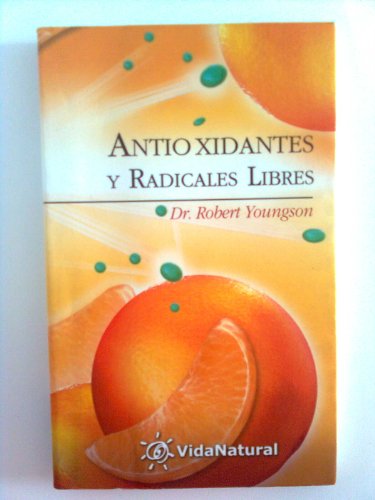 ANTIOXIDANTES
Y RADICALES LIBRES
Dr. Robert Youngson
VidaNatural